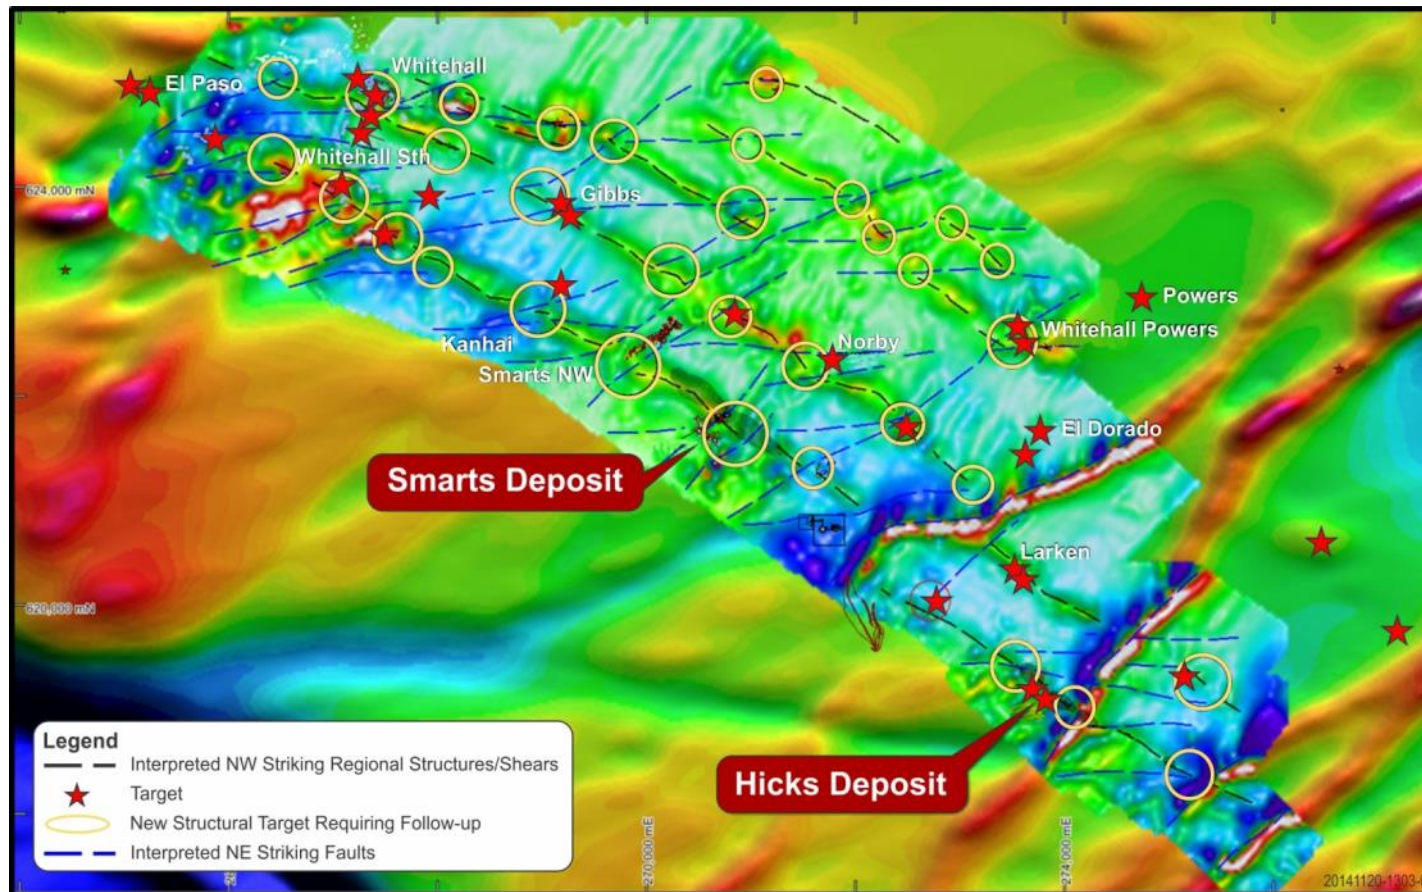 Whitehall
El Paso
Whitehall Sth
624,000 mN
Gibbs
Powers
Whitehall Powers
Kanhai
Norby
Smarts NW
El Dorado
Smarts Deposit
Larken
620,000 mN
Hicks Deposit
Legend
Interpreted NW Striking Regional Structures/Shears
Target
New Structural Target Requiring Follow-up
Interpreted NE Striking Faults
270,000 mE
274,000 mE
20141120-1303-